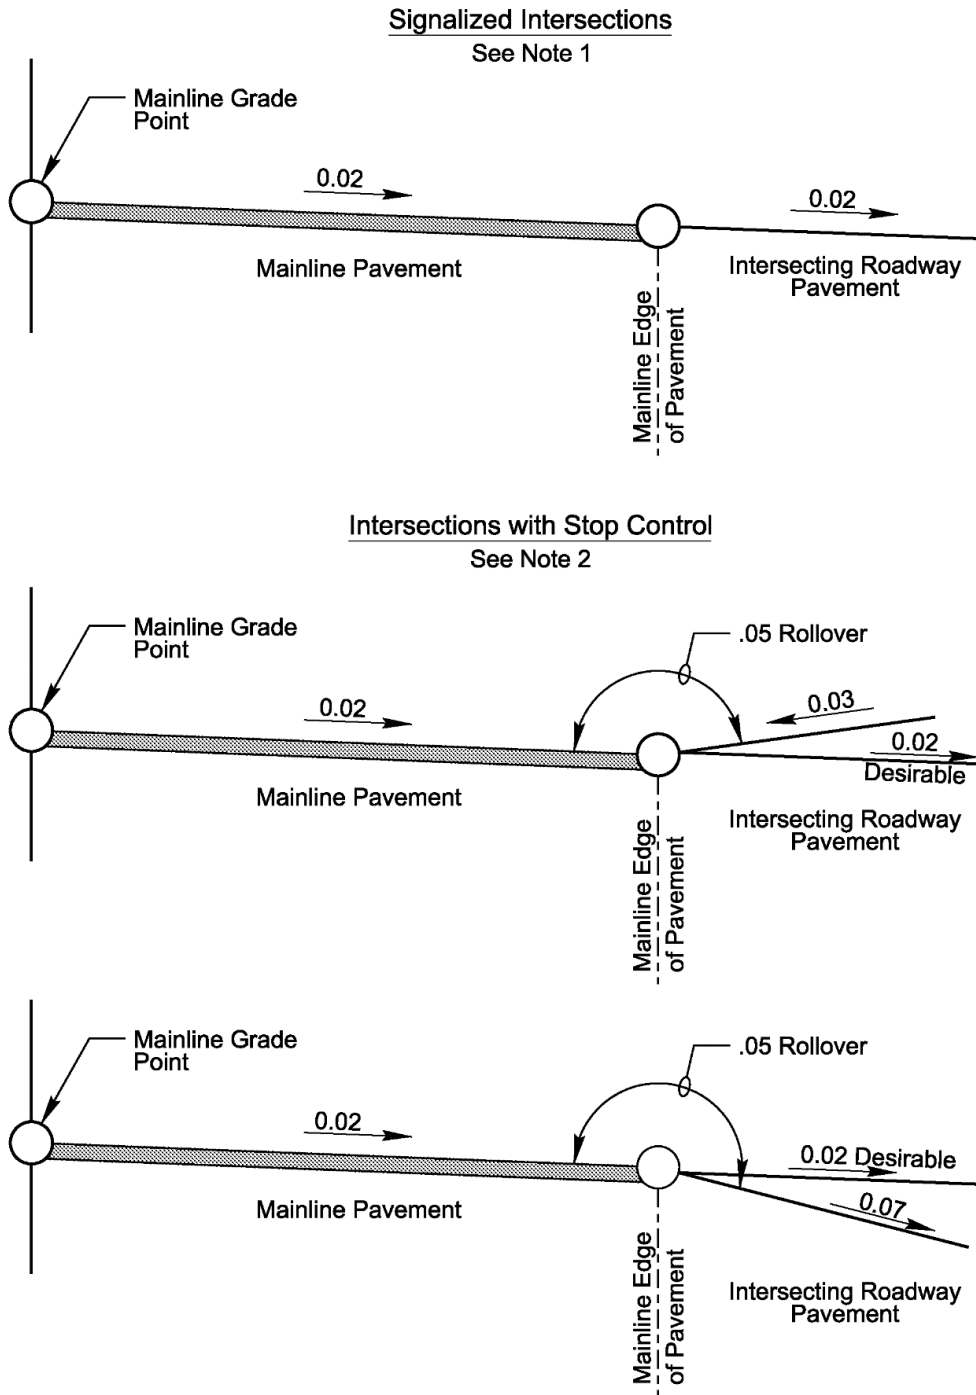 Signalized Intersections
See Note 1
Mainline Grade
Point
0.02
0.02
Mainline Pavement
Intersecting Roadway
Pavement
Mainline Edge
of Pavement
Intersections with Stop Control
See Note 2
Mainline Grade
Point
.05 Rollover
0.02
0.03
0.02
Desirable
Mainline Pavement
Intersecting Roadway
Pavement
Mainline Edge
of Pavement
Mainline Grade
Point
.05 Rollover
0.02
0.02 Desirable
0.07
Mainline Pavement
Intersecting Roadway
Pavement
Mainline Edge
of Pavement